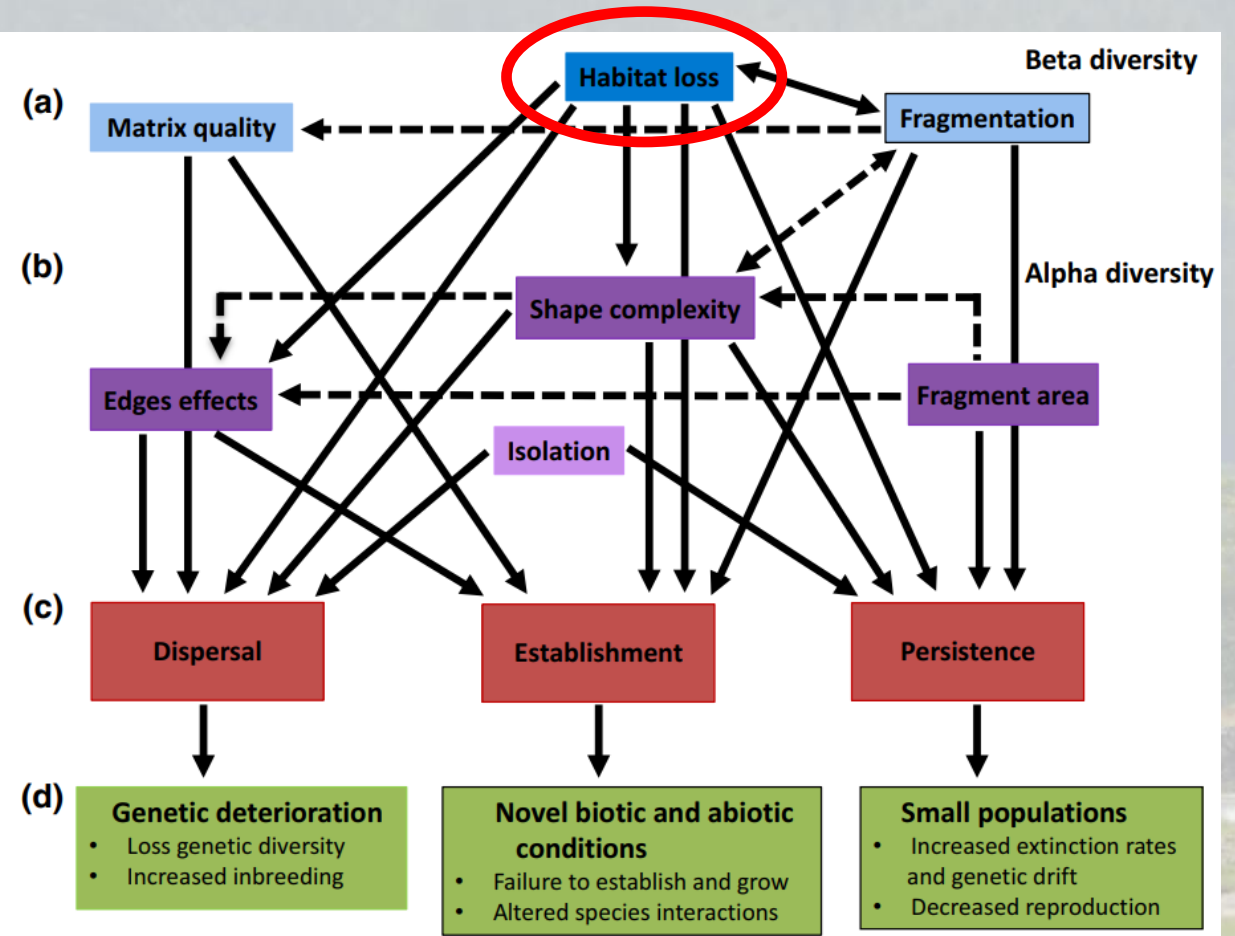 Habitat loss
Beta diversity
(a)
Matrix quality
Fragmentation
(b)
Alpha diversity
Shape complexity
Edges effects
Fragment area
Isolation
(c)
Dispersal
Establishment
Persistence
(d)
Genetic deterioration
• Loss genetic diversity
• Increased inbreeding
Novel biotic and abiotic
conditions
• Failure to establish and grow
• Altered species interactions
Small populations
• Increased extinction rates
and genetic drift
• Decreased reproduction